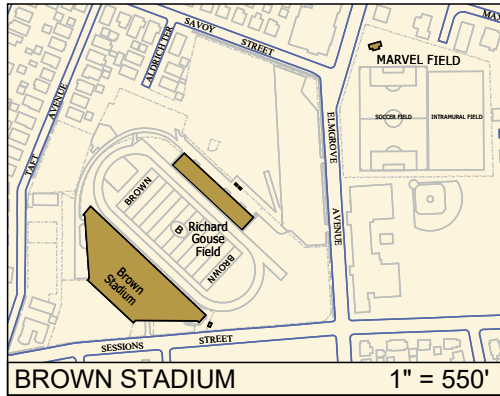 SAVOY
STREET
MA
ALDRICH TER
MARVEL FIELD
AVENUE
TAFT
ELMGROVE
AVENUE
SOCCER FIELD
INTRAMURAL FIELD
BROWN
B
Richard
Gouse
Field
BROWN
Brown
Stadium
SESSIONS
STREET
BROWN STADIUM
1" = 550'